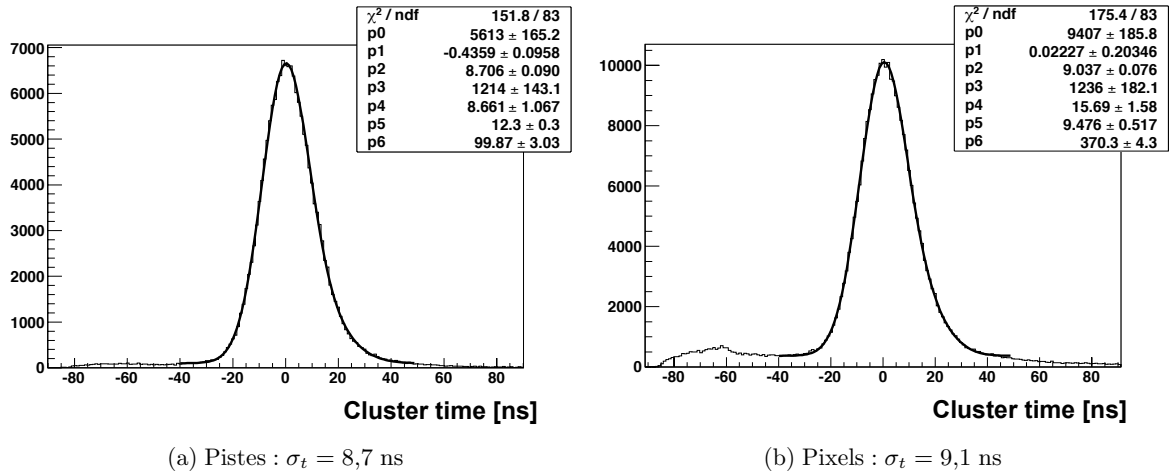 χ² / ndf 151.8 / 83
p0 5613 ± 165.2
p1 -0.4359 ± 0.0958
p2 8.706 ± 0.090
p3 1214 ± 143.1
p4 8.661 ± 1.067
p5 12.3 ± 0.3
p6 99.87 ± 3.03
7000
6000
5000
4000
3000
2000
1000
0
-80 -60 -40 -20 0 20 40 60 80
Cluster time [ns]
(a) Pistes : σt = 8,7 ns
χ² / ndf 175.4 / 83
p0 9407 ± 185.8
p1 0.02227 ± 0.20346
p2 9.037 ± 0.076
p3 1236 ± 182.1
p4 15.69 ± 1.58
p5 9.476 ± 0.517
p6 370.3 ± 4.3
10000
8000
6000
4000
2000
0
-80 -60 -40 -20 0 20 40 60 80
Cluster time [ns]
(b) Pixels : σt = 9,1 ns